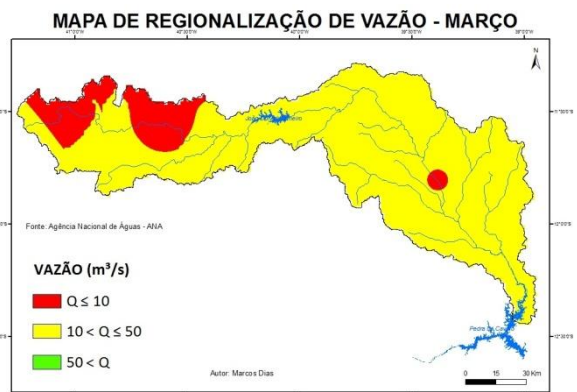 MAPA DE REGIONALIZAÇÃO DE VAZÃO - MARÇO
N
Fonte: Agência Nacional de Águas - ANA
VAZÃO (m³/s)
Q ≤ 10
10 < Q ≤ 50
50 < Q
Autor: Marcos Dias
0 15 30 Km